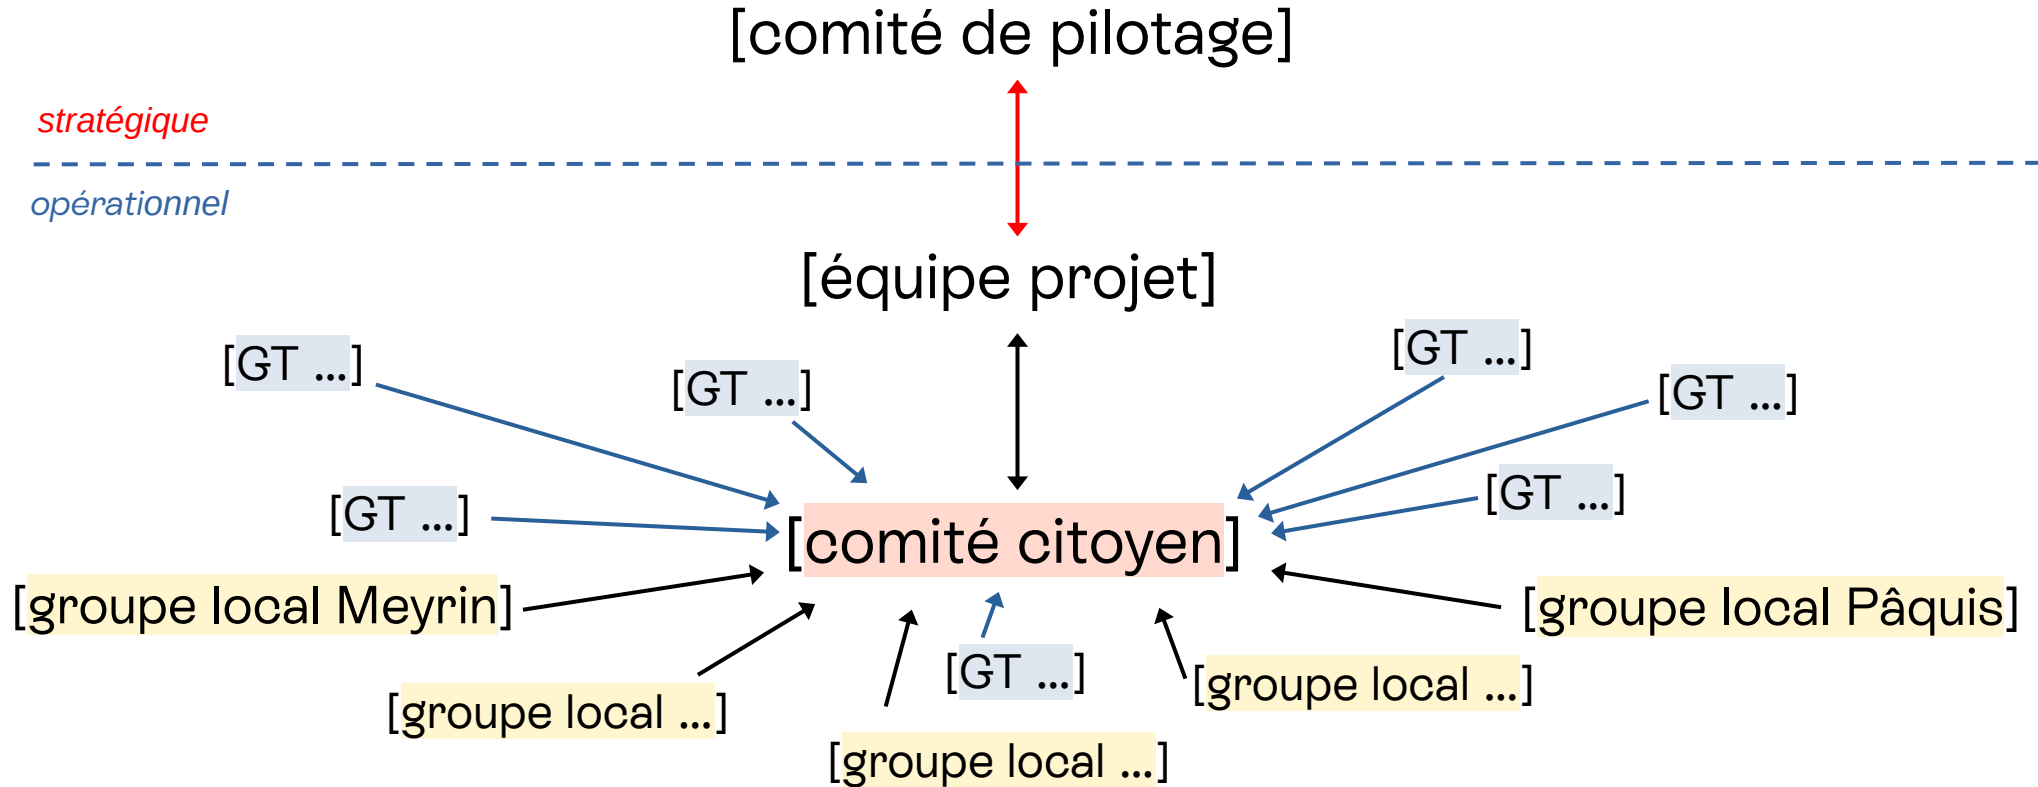 [comité de pilotage]
stratégique
opérationnel
[équipe projet]
[GT ...]
[GT ...]
[GT ...]
[GT ...]
[GT ...]
[GT ...]
[comité citoyen]
[groupe local Meyrin]
[groupe local Pâquis]
[GT ...]
[groupe local ...]
[groupe local ...]
[groupe local ...]